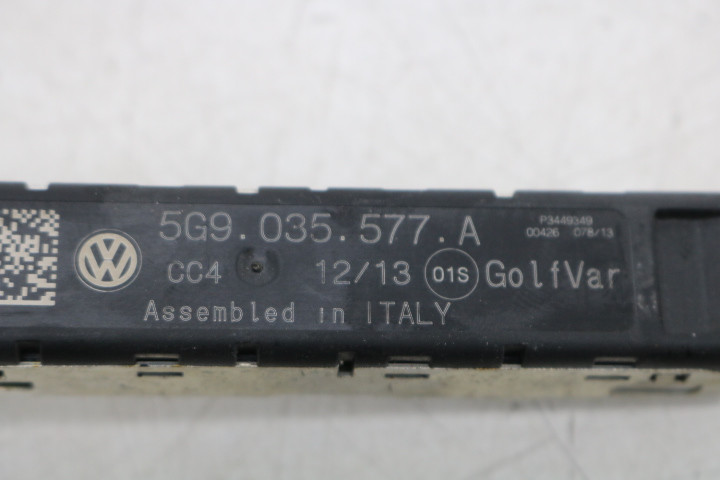 5G9.035.577.A
P3449349
00426 078/13
CC4 12/13 01S GolfVar
Assembled in ITALY